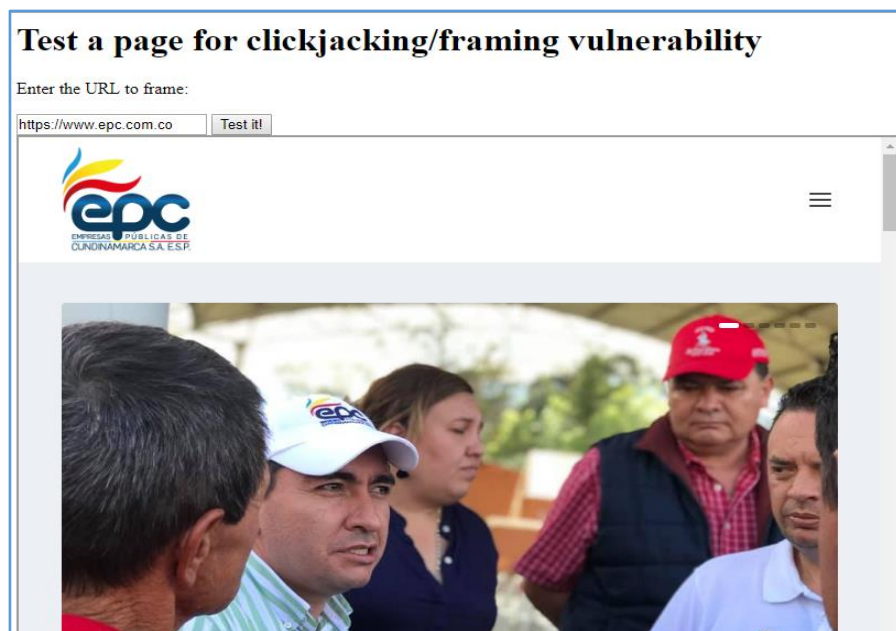 Test a page for clickjacking/framing vulnerability
Enter the URL to frame:
https://www.epc.com.co Test it!
epc
EMPRESAS PÚBLICAS DE
CUNDINAMARCA S.A. E.S.P.
epc